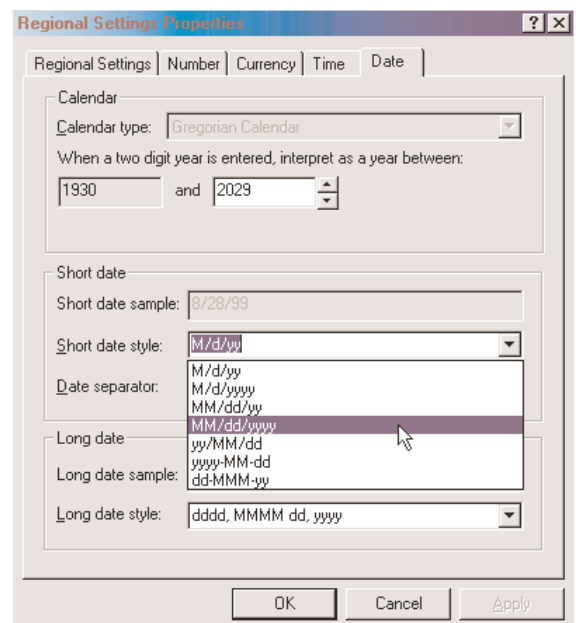 Regional Settings Properties
Regional Settings Number Currency Time Date
Calendar
Calendar type: Gregorian Calendar
When a two digit year is entered, interpret as a year between:
1930 and 2029
Short date
Short date sample: 8/28/99
Short date style: M/d/yy
M/d/yy
M/d/yyyy
Date separator:
MM/dd/yy
MM/dd/yyyy
yy/MM/dd
yyyy-MM-dd
dd-MMM-yy
Long date
Long date sample:
Long date style: dddd, MMMM dd, yyyy
OK Cancel Apply